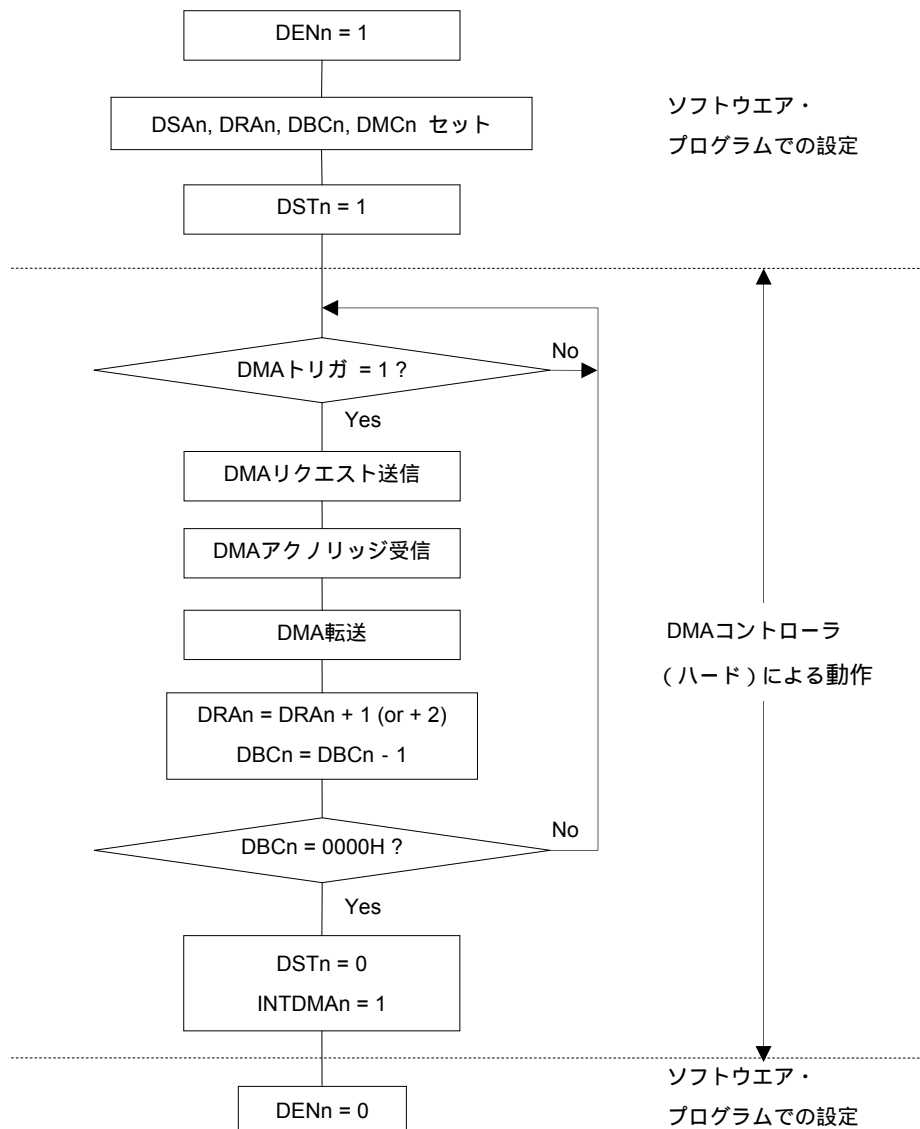 DENn = 1
DSAn, DRAn, DBCn, DMCn セット
ソフトウエア・
プログラムでの設定
DSTn = 1
DMAトリガ = 1 ?
No
Yes
DMAリクエスト送信
DMAアクノリッジ受信
DMA転送
DMAコントローラ
(ハード)による動作
DRAn = DRAn + 1 (or + 2)
DBCn = DBCn - 1
DBCn = 0000H ?
No
Yes
DSTn = 0
INTDMAn = 1
DENn = 0
ソフトウエア・
プログラムでの設定